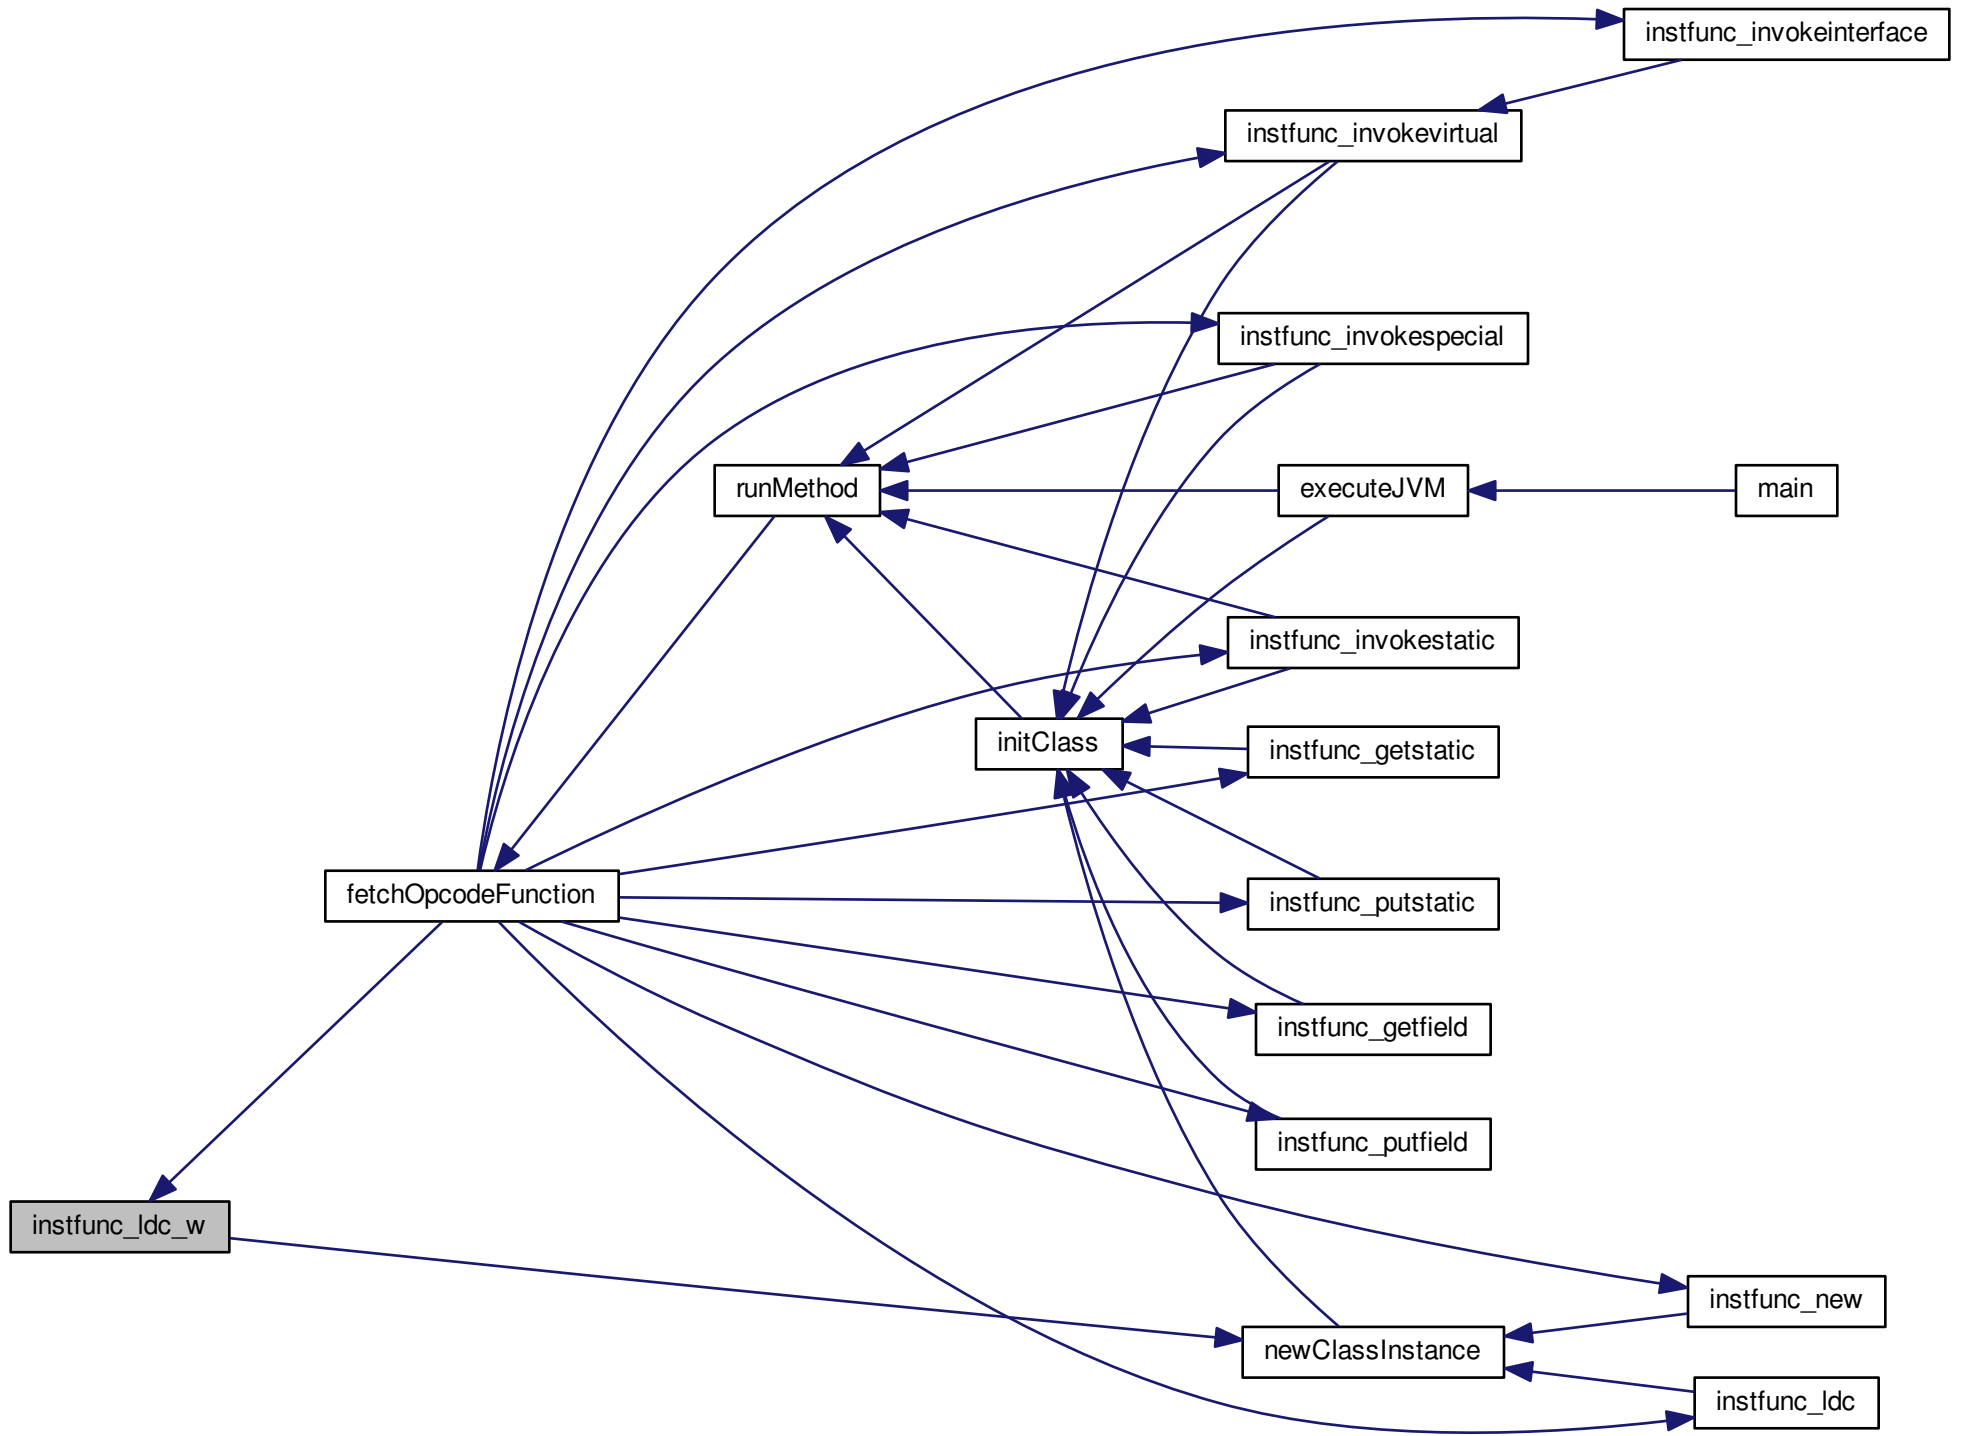 instfunc_invokeinterface
instfunc_invokevirtual
instfunc_invokespecial
runMethod
executeJVM
main
instfunc_invokestatic
initClass
instfunc_getstatic
fetchOpcodeFunction
instfunc_putstatic
instfunc_getfield
instfunc_putfield
instfunc_ldc_w
instfunc_new
newClassInstance
instfunc_ldc